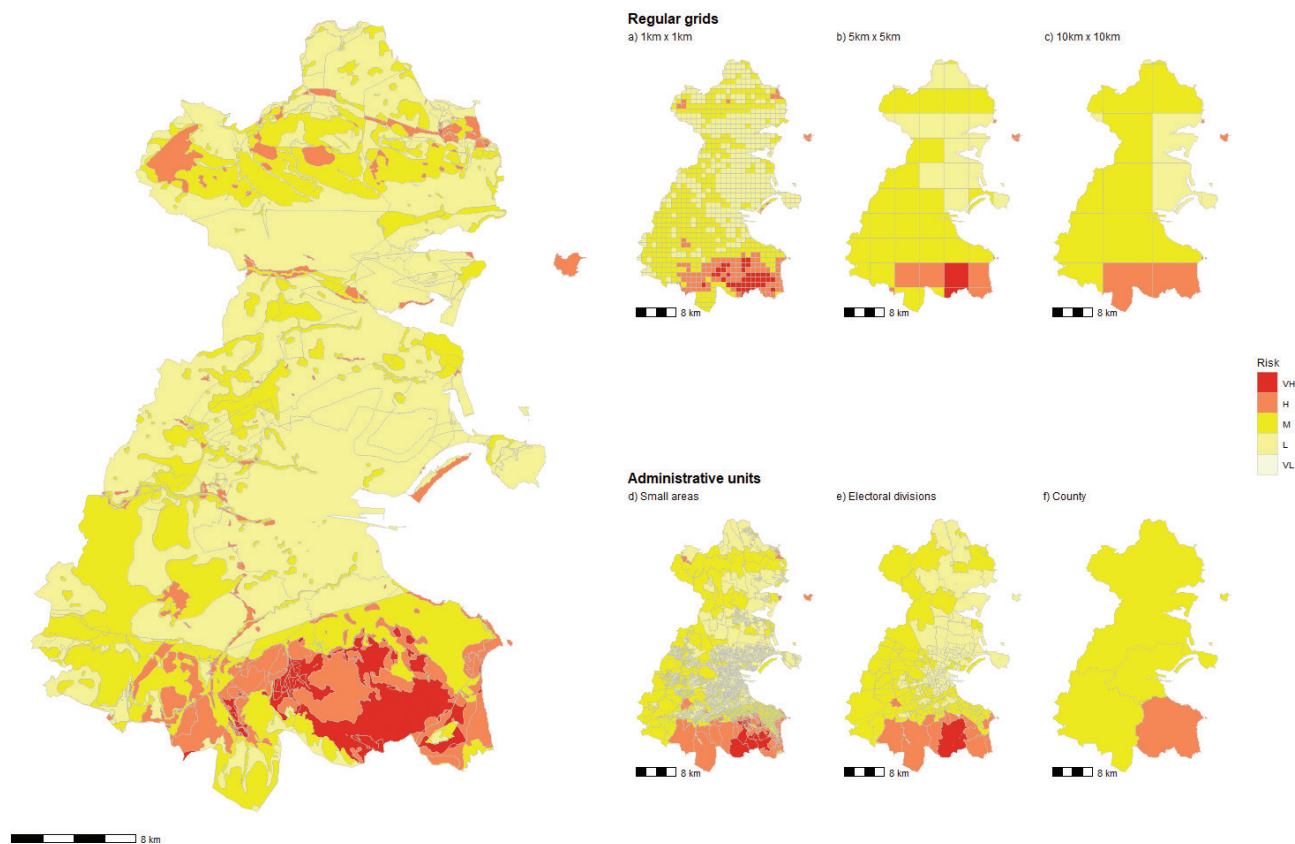 Regular grids
a) 1km x 1km
b) 5km x 5km
c) 10km x 10km
8 km
8 km
8 km
Risk
VH
H
M
L
VL
Administrative units
d) Small areas
e) Electoral divisions
f) County
8 km
8 km
8 km
8 km